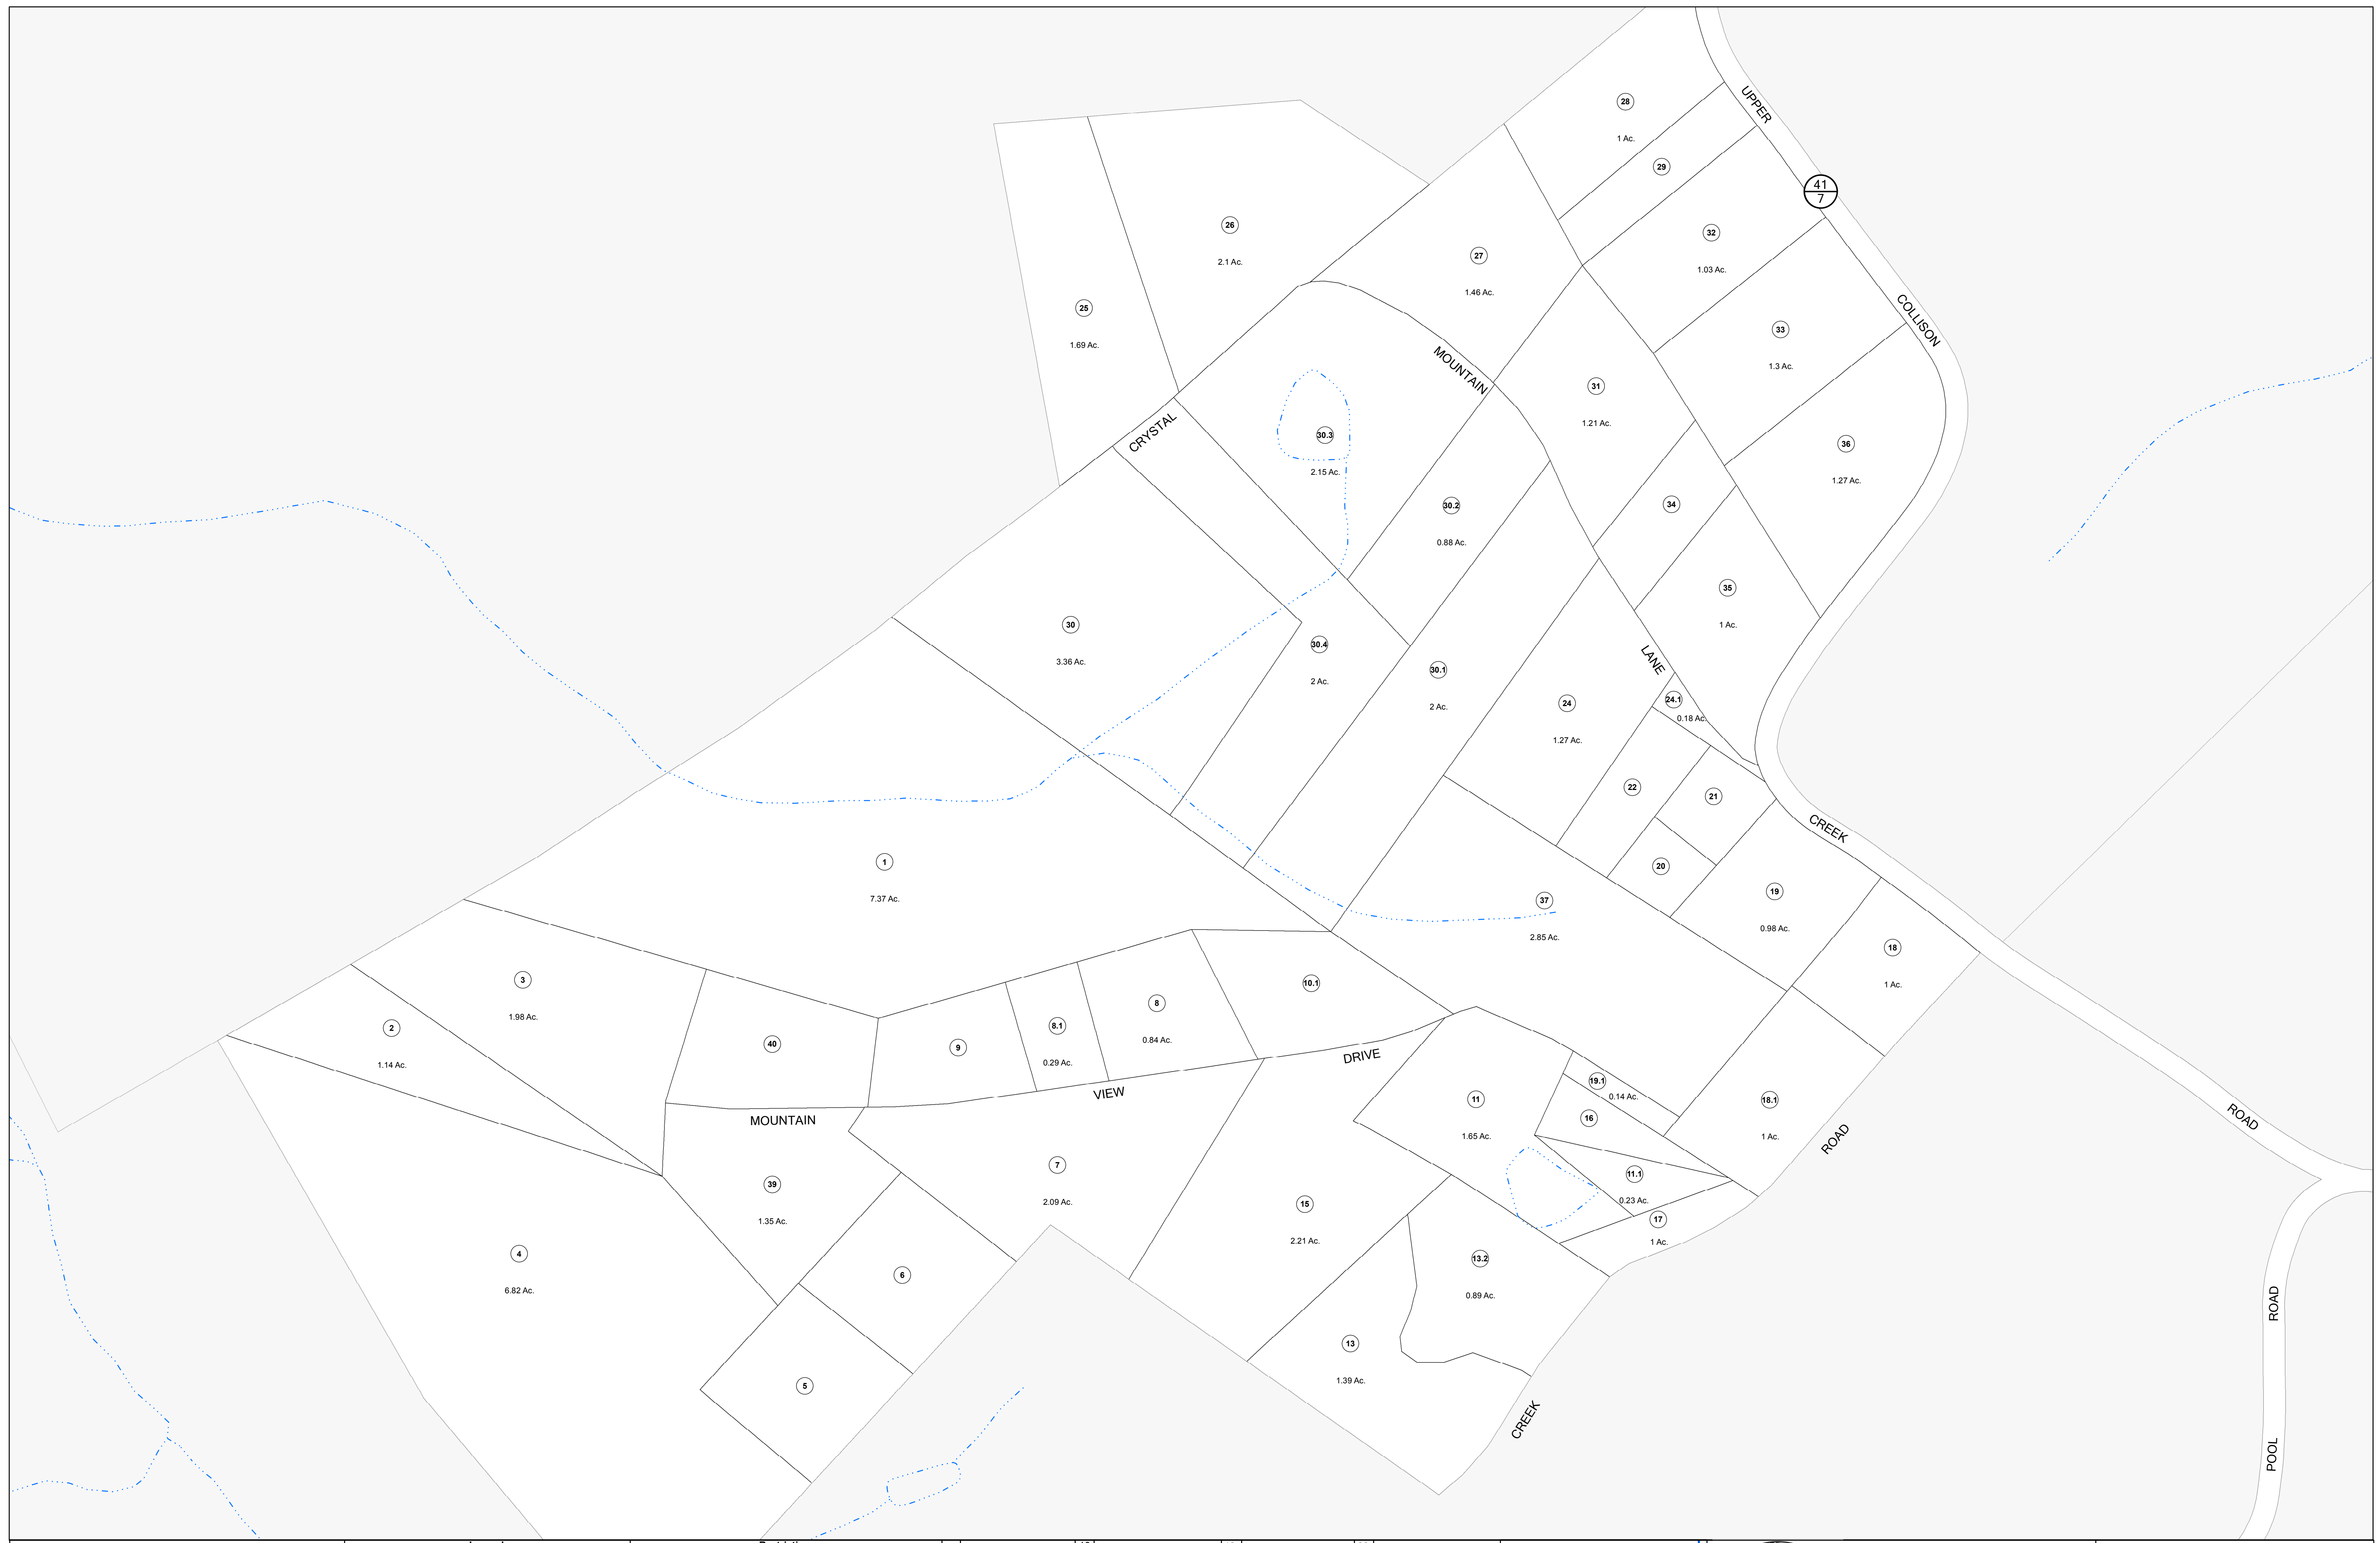 28
1 Ac.
UPPER
29
41
7
26
2.1 Ac.
32
1.03 Ac.
27
1.46 Ac.
25
1.69 Ac.
COLLISON
33
1.3 Ac.
MOUNTAIN
31
1.21 Ac.
CRYSTAL
30.3
2.15 Ac.
36
1.27 Ac.
30.2
0.88 Ac.
34
35
1 Ac.
30
3.36 Ac.
30.4
2 Ac.
30.1
2 Ac.
LANE
24
1.27 Ac.
24.1
0.18 Ac.
22
21
CREEK
20
1
7.37 Ac.
37
2.85 Ac.
19
0.98 Ac.
18
1 Ac.
3
1.98 Ac.
10.1
2
1.14 Ac.
40
9
8.1
0.29 Ac.
8
0.84 Ac.
DRIVE
VIEW
MOUNTAIN
11
1.65 Ac.
19.1
0.14 Ac.
16
18.1
1 Ac.
ROAD
ROAD
39
1.35 Ac.
7
2.09 Ac.
15
2.21 Ac.
11.1
0.23 Ac.
17
1 Ac.
4
6.82 Ac.
6
13.2
0.89 Ac.
ROAD
13
1.39 Ac.
5
CREEK
POOL